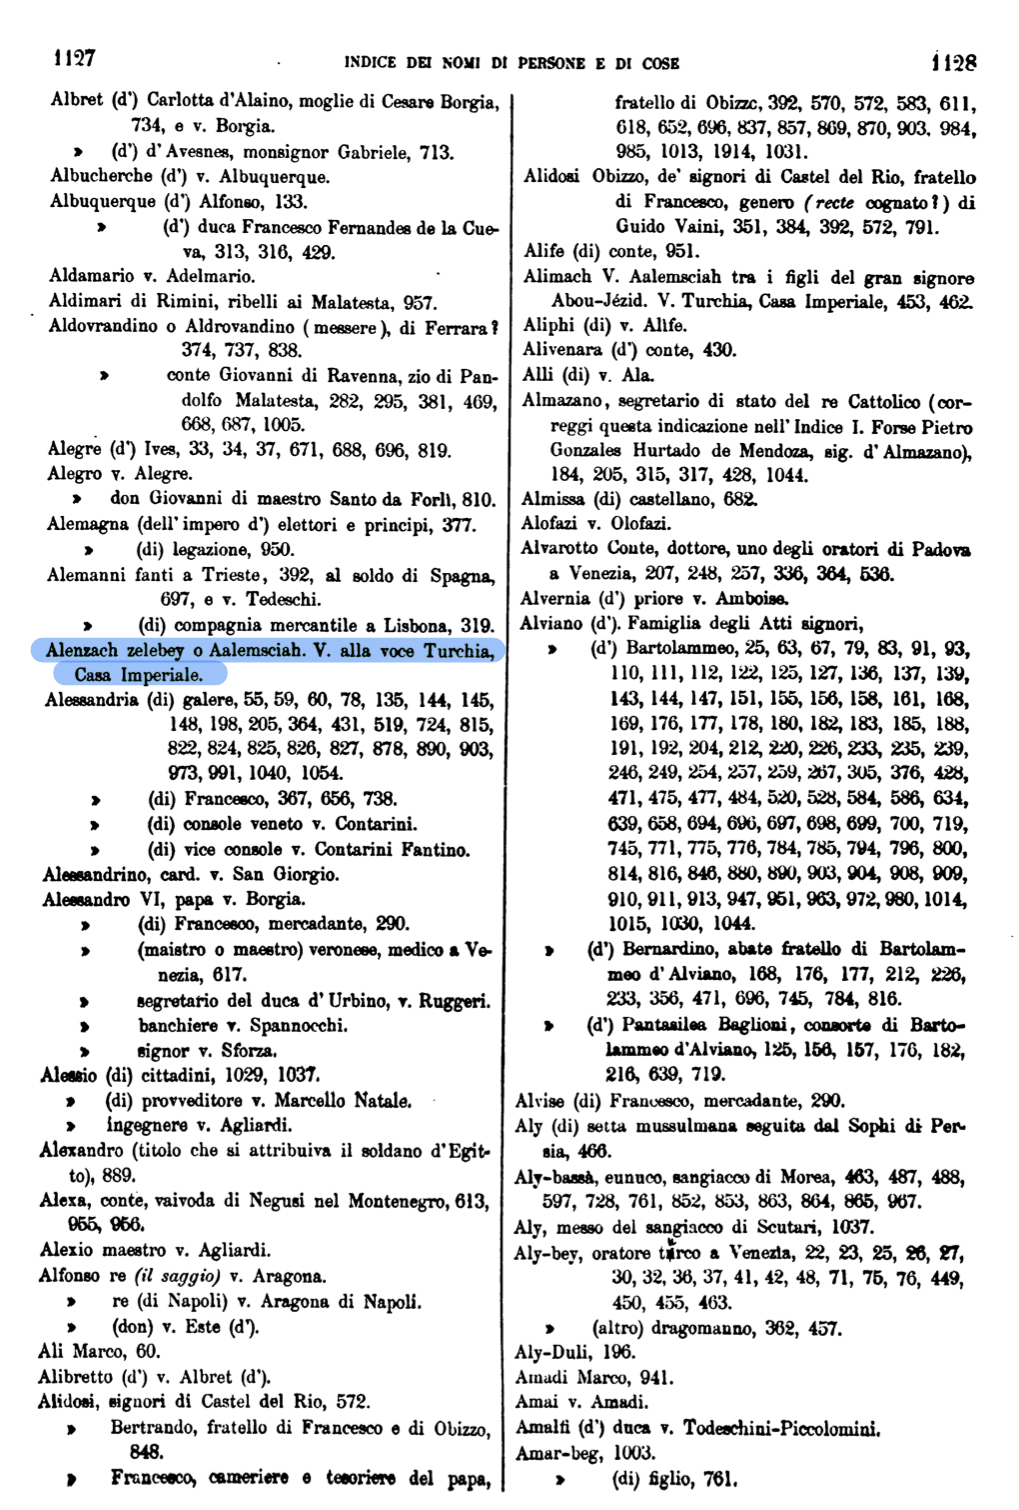 1127
INDICE DEI NOMI DI PERSONE E DI COSE
1128
Albret (d') Carlotta d'Alaino, moglie di Cesare Borgia,
734, e v. Borgia.
» (d') d'Avesnes, monsignor Gabriele, 713.
Albucherche (d') v. Albuquerque.
Albuquerque (d') Alfonso, 133.
» (d') duca Francesco Fernandes de la Cue-
va, 313, 316, 429.
Aldamario v. Adelmario.
Aldimari di Rimini, ribelli ai Malatesta, 957.
Aldovrandino o Aldrovandino (messere), di Ferrara?
374, 737, 838.
» conte Giovanni di Ravenna, zio di Pan-
dolfo Malatesta, 282, 295, 381, 469,
668, 687, 1005.
Alegre (d') Ives, 33, 34, 37, 671, 688, 696, 819.
Alegro v. Alegre.
» don Giovanni di maestro Santo da Forlì, 810.
Alemagna (dell'impero d') elettori e principi, 377.
» (di) legazione, 950.
Alemanni fanti a Trieste, 392, al soldo di Spagna,
697, e v. Tedeschi.
» (di) compagnia mercantile a Lisbona, 319.
Alenzach zelebey o Aalemsciah. V. alla voce Turchia,
Casa Imperiale.
Alessandria (di) galere, 55, 59, 60, 78, 135, 144, 145,
148, 198, 205, 364, 431, 519, 724, 815,
822, 824, 825, 826, 827, 878, 890, 903,
973, 991, 1040, 1054.
» (di) Francesco, 367, 656, 738.
» (di) console veneto v. Contarini.
» (di) vice console v. Contarini Fantino.
Alessandrino, card. v. San Giorgio.
Alessandro VI, papa v. Borgia.
» (di) Francesco, mercadante, 290.
» (maistro o maestro) veronese, medico a Ve-
nezia, 617.
» segretario del duca d'Urbino, v. Ruggeri.
» banchiere v. Spannocchi.
» signor v. Sforza.
Alessio (di) cittadini, 1029, 1037.
» (di) provveditore v. Marcello Natale.
» ingegnere v. Agliardi.
Alexandro (titolo che si attribuiva il soldano d'Egit-
to), 889.
Alexa, conte, vaivoda di Negusi nel Montenegro, 613,
955, 956.
Alexio maestro v. Agliardi.
Alfonso re (il saggio) v. Aragona.
» re (di Napoli) v. Aragona di Napoli.
» (don) v. Este (d').
Ali Marco, 60.
Alibretto (d') v. Albret (d').
Alidosi, signori di Castel del Rio, 572.
» Bertrando, fratello di Francesco e di Obizzo,
848.
» Francesco, cameriere e tesoriere del papa,
fratello di Obizzo, 392, 570, 572, 583, 611,
618, 652, 696, 837, 857, 869, 870, 903. 984,
985, 1013, 1914, 1031.
Alidosi Obizzo, de' signori di Castel del Rio, fratello
di Francesco, genero (recte cognato?) di
Guido Vaini, 351, 384, 392, 572, 791.
Alife (di) conte, 951.
Alimach V. Aalemsciah tra i figli del gran signore
Abou-Jézid. V. Turchia, Casa Imperiale, 453, 462.
Aliphi (di) v. Alife.
Alivenara (d') conte, 430.
Alli (di) v. Ala.
Almazano, segretario di stato del re Cattolico (cor-
reggi questa indicazione nell'Indice I. Forse Pietro
Gonzales Hurtado de Mendoza, sig. d'Almazano),
184, 205, 315, 317, 428, 1044.
Almissa (di) castellano, 682.
Alofazi v. Olofazi.
Alvarotto Conte, dottore, uno degli oratori di Padova
a Venezia, 207, 248, 257, 336, 364, 536.
Alvernia (d') priore v. Amboise.
Alviano (d'). Famiglia degli Atti signori,
» (d') Bartolammeo, 25, 63, 67, 79, 83, 91, 93,
110, 111, 112, 122, 125, 127, 136, 137, 139,
143, 144, 147, 151, 155, 156, 158, 161, 168,
169, 176, 177, 178, 180, 182, 183, 185, 188,
191, 192, 204, 212, 220, 226, 233, 235, 239,
246, 249, 254, 257, 259, 267, 305, 376, 428,
471, 475, 477, 484, 520, 528, 584, 586, 634,
639, 658, 694, 696, 697, 698, 699, 700, 719,
745, 771, 775, 776, 784, 785, 794, 796, 800,
814, 816, 846, 880, 890, 903, 904, 908, 909,
910, 911, 913, 947, 951, 963, 972, 980, 1014,
1015, 1030, 1044.
» (d') Bernardino, abate fratello di Bartolam-
meo d'Alviano, 168, 176, 177, 212, 226,
233, 356, 471, 696, 745, 784, 816.
» (d') Pantasilea Baglioni, consorte di Barto-
lammeo d'Alviano, 125, 156, 157, 176, 182,
216, 639, 719.
Alvise (di) Francesco, mercadante, 290.
Aly (di) setta mussulmana seguita dal Sophi di Per-
sia, 466.
Aly-bassà, eunuco, sangiacco di Morea, 463, 487, 488,
597, 728, 761, 852, 853, 863, 864, 865, 967.
Aly, messo del sangiacco di Scutari, 1037.
Aly-bey, oratore turco a Venezia, 22, 23, 25, 26, 27,
30, 32, 36, 37, 41, 42, 48, 71, 75, 76, 449,
450, 455, 463.
» (altro) dragomanno, 362, 457.
Aly-Duli, 196.
Amadi Marco, 941.
Amai v. Amadi.
Amalfi (d') duca v. Todeschini-Piccolomini.
Amar-beg, 1003.
» (di) figlio, 761.